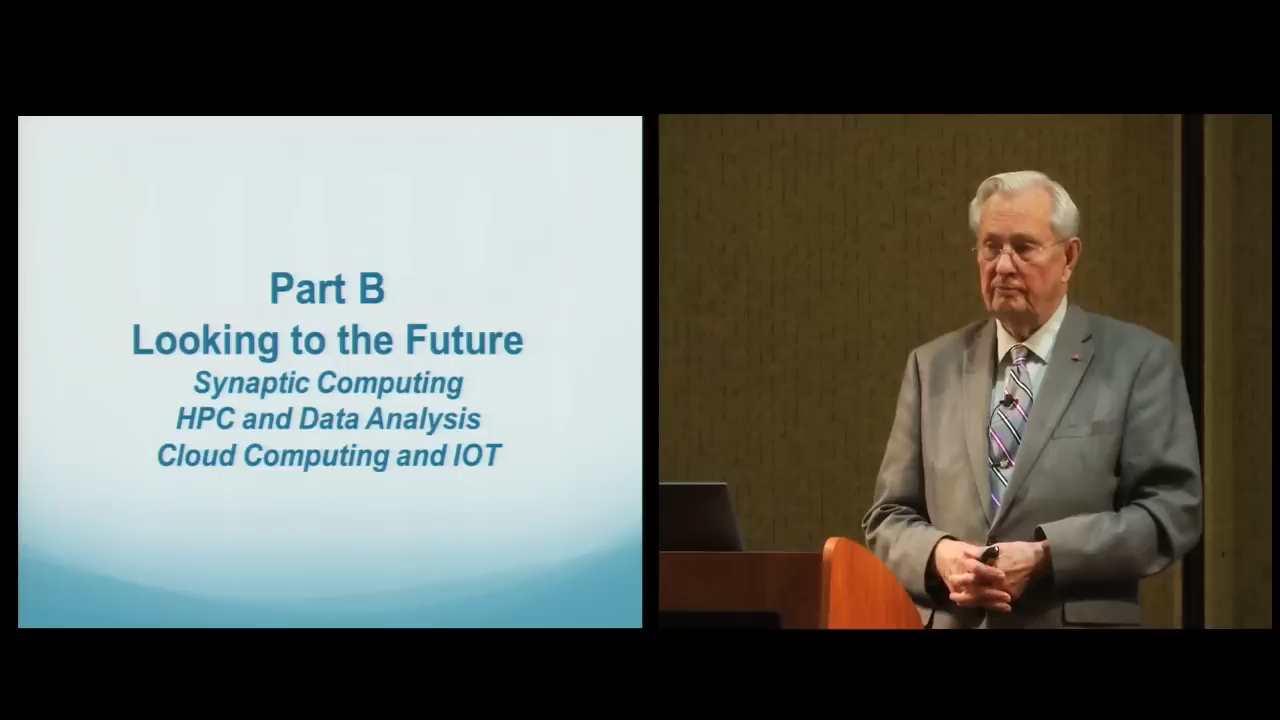 Part B
Looking to the Future
Synaptic Computing
HPC and Data Analysis
Cloud Computing and IOT